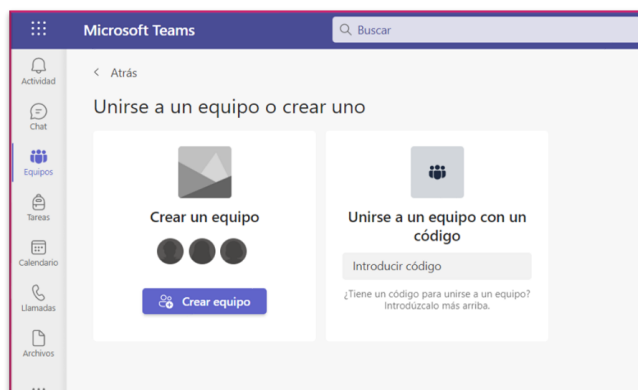 Microsoft Teams
Buscar
Actividad
Chat
Equipos
Tareas
Calendario
Llamadas
Archivos
Atrás
Unirse a un equipo o crear uno
Crear un equipo
Crear equipo
Unirse a un equipo con un
código
Introducir código
¿Tiene un código para unirse a un equipo?
Introdúzcalo más arriba.